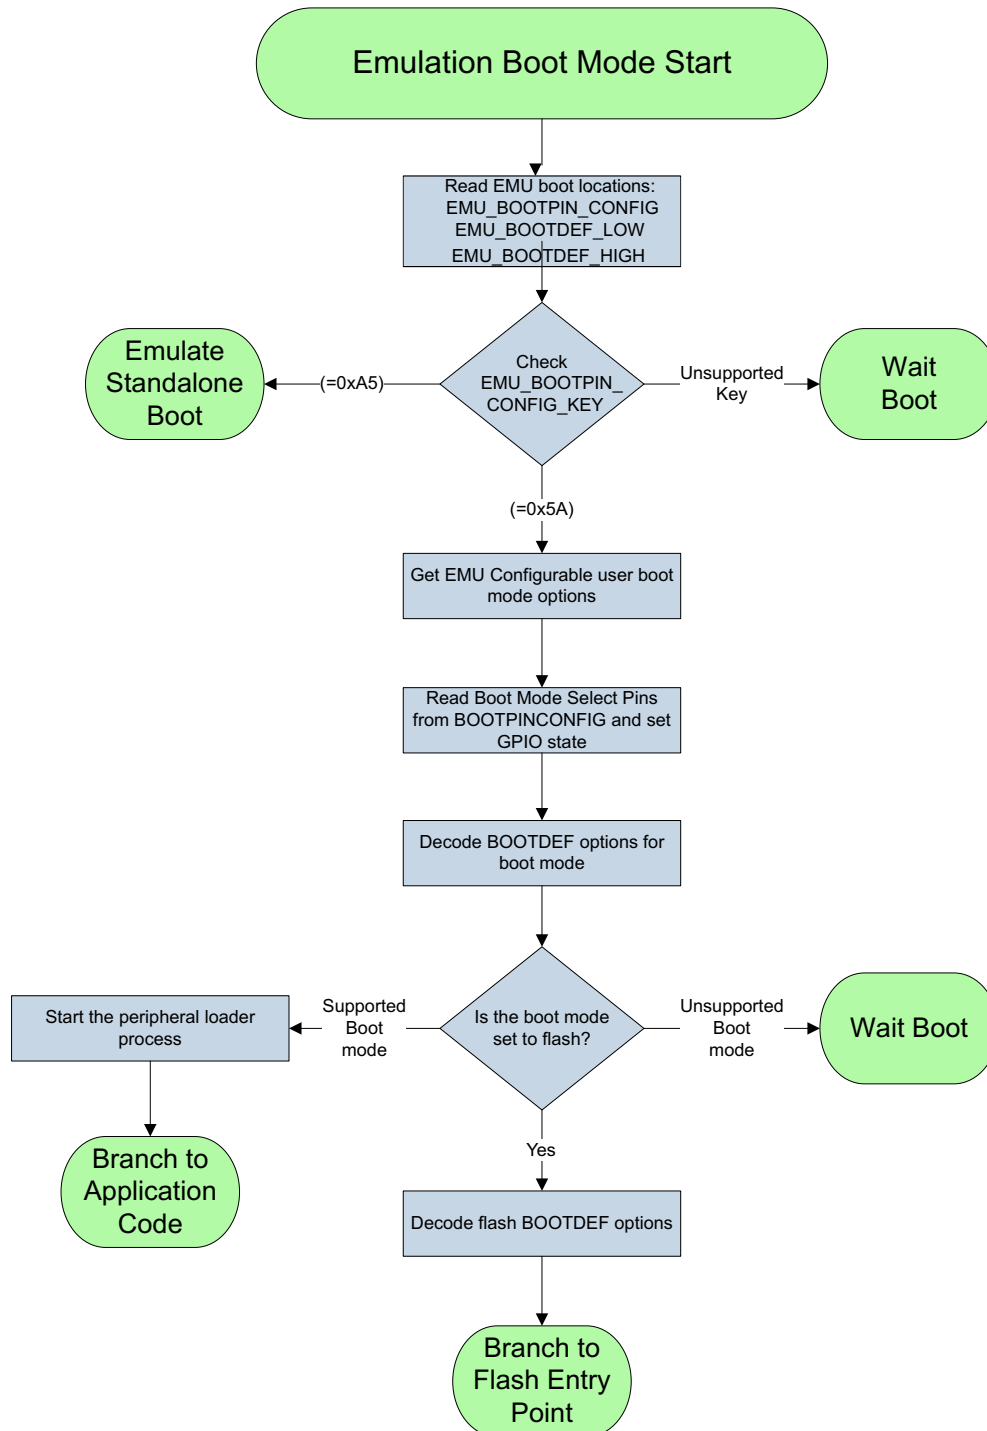 Emulation Boot Mode Start
Read EMU boot locations:
EMU_BOOTPIN_CONFIG
EMU_BOOTDEF_LOW
EMU_BOOTDEF_HIGH
Emulate
Standalone
Boot
(=0xA5)
Check
EMU_BOOTPIN_
CONFIG_KEY
Unsupported
Key
Wait
Boot
(=0x5A)
Get EMU Configurable user boot
mode options
Read Boot Mode Select Pins
from BOOTPINCONFIG and set
GPIO state
Decode BOOTDEF options for
boot mode
Start the peripheral loader
process
Supported
Boot
mode
Is the boot mode
set to flash?
Unsupported
Boot
mode
Wait Boot
Yes
Branch to
Application
Code
Decode flash BOOTDEF options
Branch to
Flash Entry
Point